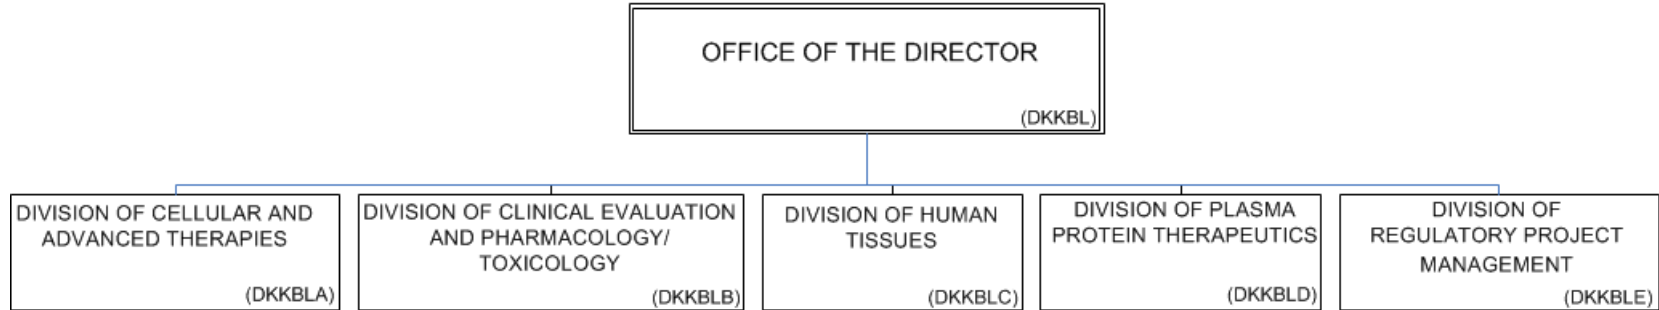 OFFICE OF THE DIRECTOR
(DKKBL)
DIVISION OF CELLULAR AND
ADVANCED THERAPIES
(DKKBLA)
DIVISION OF CLINICAL EVALUATION
AND PHARMACOLOGY/
TOXICOLOGY
(DKKBLB)
DIVISION OF HUMAN
TISSUES
(DKKBLC)
DIVISION OF PLASMA
PROTEIN THERAPEUTICS
(DKKBLD)
DIVISION OF
REGULATORY PROJECT
MANAGEMENT
(DKKBLE)